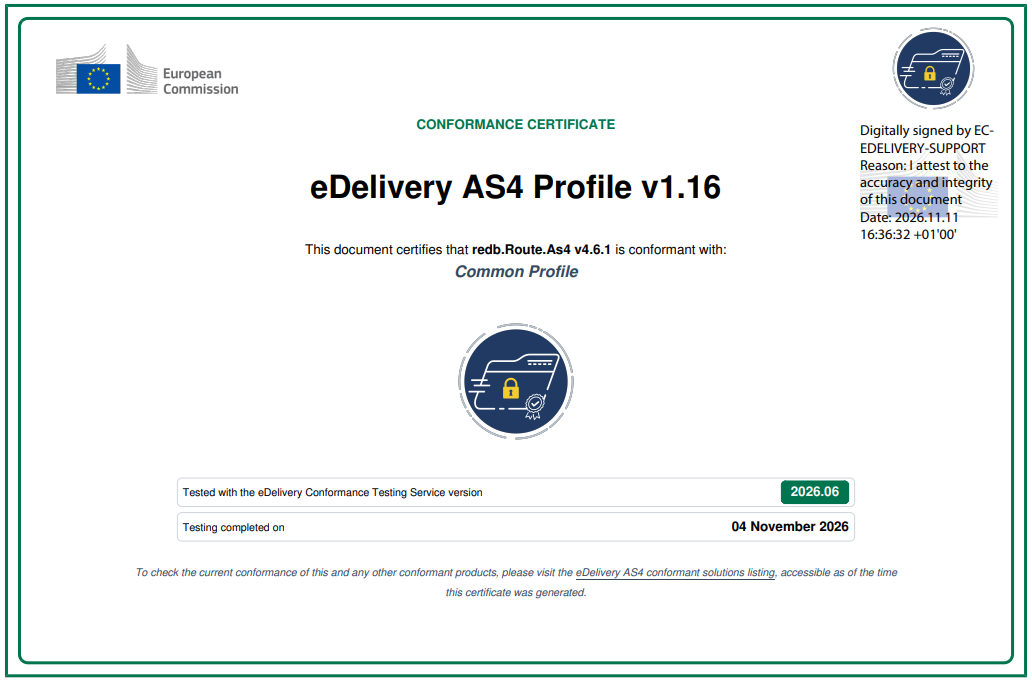 European
Commission
CONFORMANCE CERTIFICATE
Digitally signed by EC-
EDELIVERY-SUPPORT
Reason: I attest to the
accuracy and integrity
of this document
Date: 2026.11.11
16:36:32 +01'00'
eDelivery AS4 Profile v1.16
This document certifies that redb.Route.As4 v4.6.1 is conformant with:
Common Profile
Tested with the eDelivery Conformance Testing Service version 2026.06
Testing completed on 04 November 2026
To check the current conformance of this and any other conformant products, please visit the eDelivery AS4 conformant solutions listing, accessible as of the time
this certificate was generated.